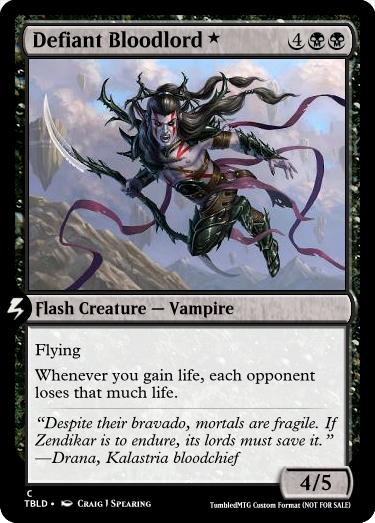 Defiant Bloodlord ★ 4
Flash Creature — Vampire
Flying
Whenever you gain life, each opponent
loses that much life.
"Despite their bravado, mortals are fragile. If
Zendikar is to endure, its lords must save it."
—Drana, Kalastria bloodchief
4/5
C
TBLD • Craig J Spearing
TumbledMTG Custom Format (NOT FOR SALE)